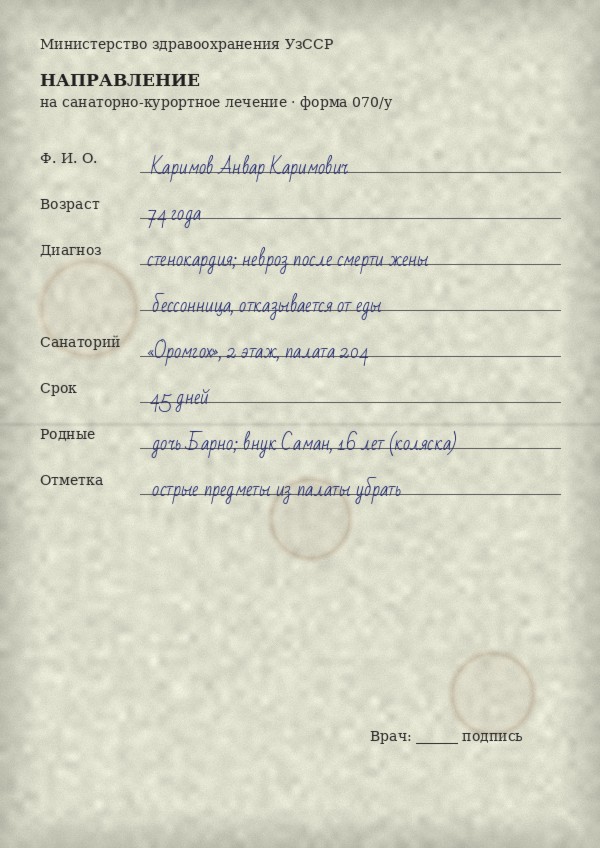 Министерство здравоохранения УзССР
НАПРАВЛЕНИЕ
на санаторно-курортное лечение · форма 070/у
Ф. И. О. Каримов Анвар Каримович
Возраст 74 года
Диагноз стенокардия; невроз после смерти жены
бессонница, отказывается от еды
Санаторий «Оромгох», 2 этаж, палата 204
Срок 45 дней
Родные дочь Барно; внук Саман, 16 лет (коляска)
Отметка острые предметы из палаты убрать
Врач: ______ подпись